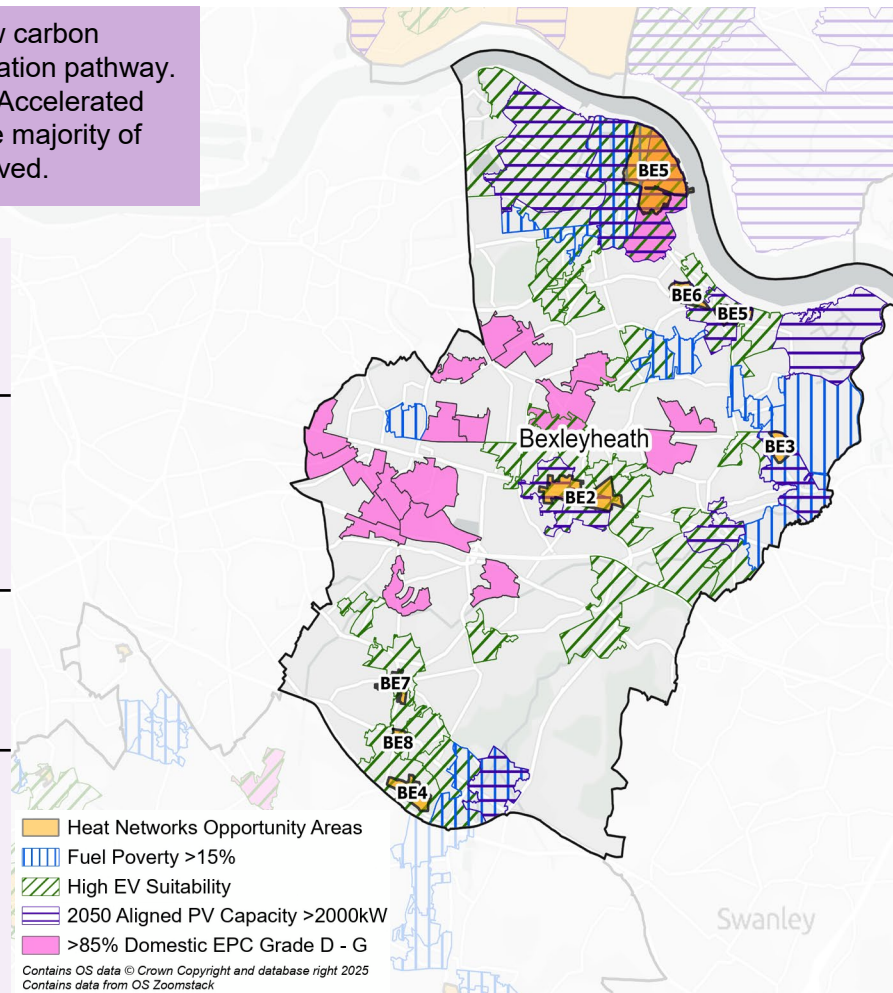 carbon
ation pathway.
Accelerated
majority of
ved.
BE5
BE6
BE5
Bexleyheath
BE3
BE2
BE7
BE8
BE4
Heat Networks Opportunity Areas
Fuel Poverty >15%
High EV Suitability
2050 Aligned PV Capacity >2000kW
>85% Domestic EPC Grade D - G
Swanley
Contains OS data © Crown Copyright and database right 2025
Contains data from OS Zoomstack